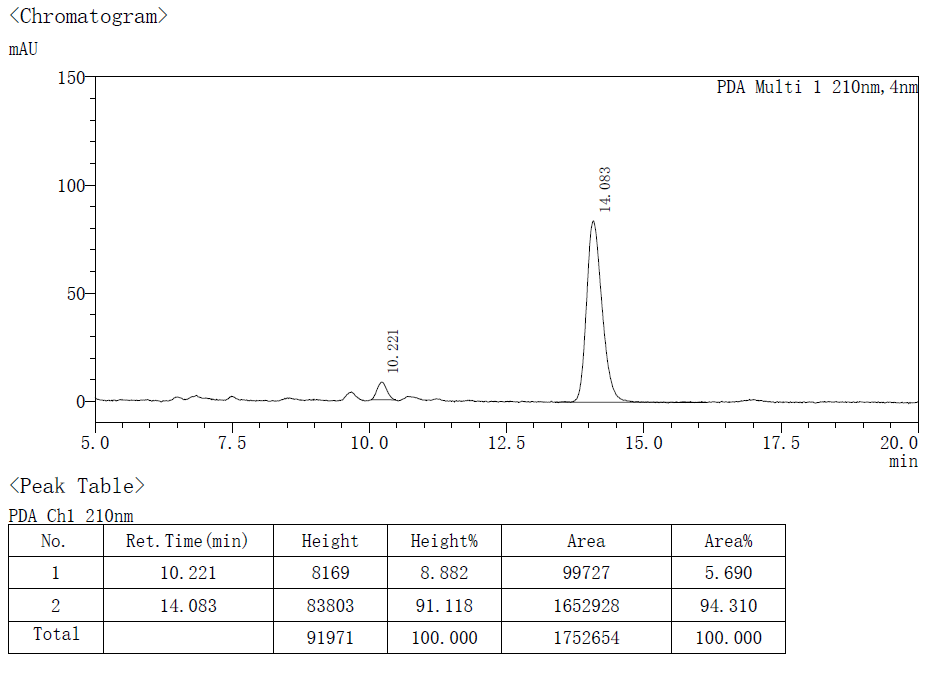 <Chromatogram>
mAU
PDA Multi 1 210nm,4nm
150
100
50
0
14.083
10.221
5.0 7.5 10.0 12.5 15.0 17.5 20.0
min
<Peak Table>
PDA Ch1 210nm
No. Ret.Time(min) Height Height% Area Area%
1 10.221 8169 8.882 99727 5.690
2 14.083 83803 91.118 1652928 94.310
Total 91971 100.000 1752654 100.000